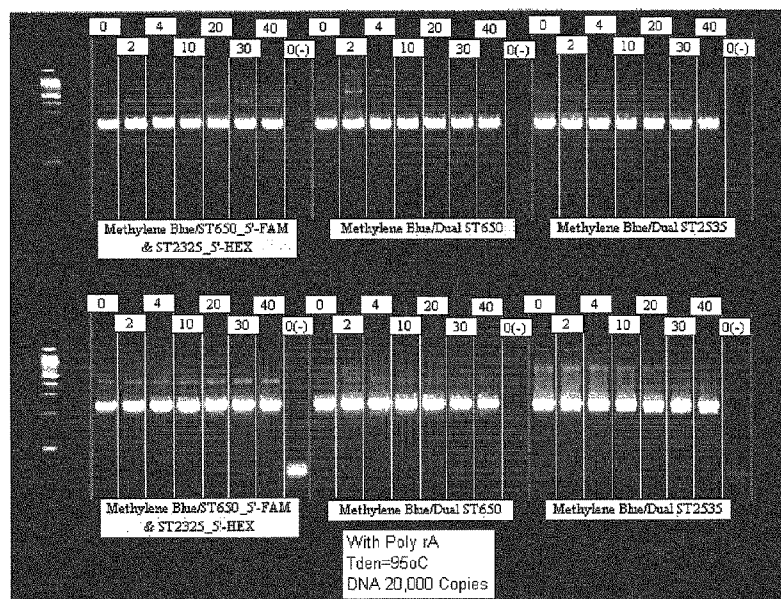 0 4 20 40 0 4 20 40 0 4 20 40
2 10 30 0(-) 2 10 30 0(-) 2 10 30 0(-)
Methylene Blue/ST650_5'-FAM
& ST2325_5'-HEX
Methylene Blue/Dual ST650
Methylene Blue/Dual ST2535
0 4 20 40 0 4 20 40 0 4 20 40
2 10 30 0(-) 2 10 30 0(-) 2 10 30 0(-)
Methylene Blue/ST650_5'-FAM
& ST2325_5'-HEX
Methylene Blue/Dual ST650
Methylene Blue/Dual ST2535
With Poly rA
Tden=95oC
DNA 20,000 Copies